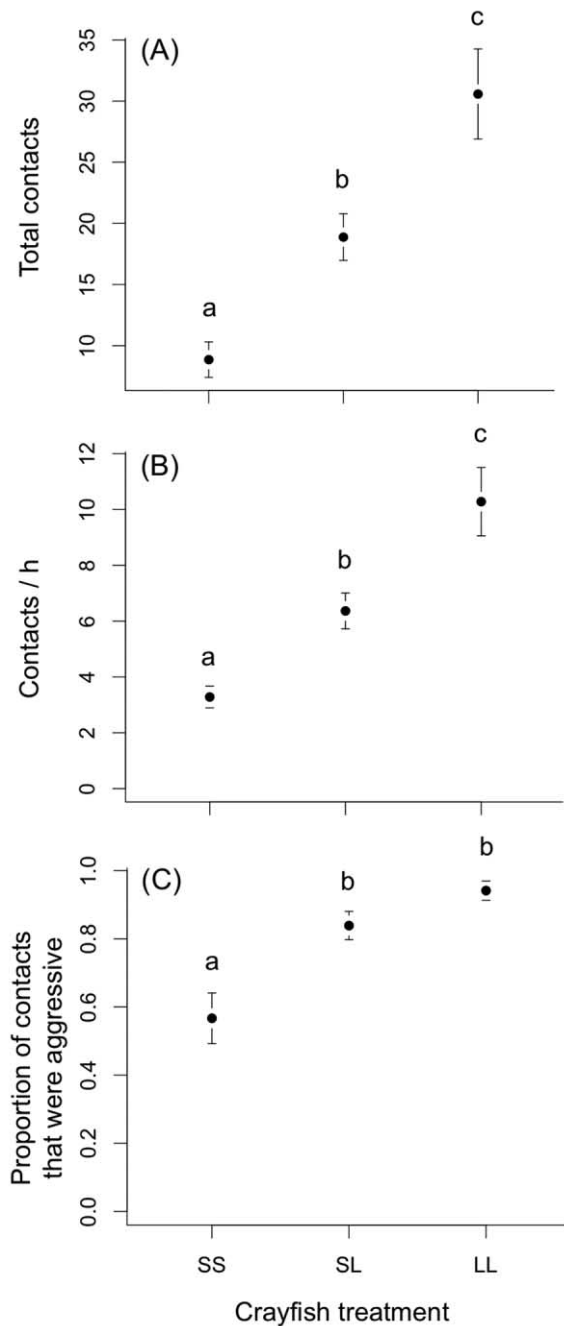 (A)
Total contacts
35
30
25
20
15
10
a
b
c
(B)
Contacts / h
12
10
8
6
4
2
0
a
b
c
(C)
Proportion of contacts
that were aggressive
1.0
0.8
0.6
0.4
0.2
0.0
a
b
b
SS SL LL
Crayfish treatment